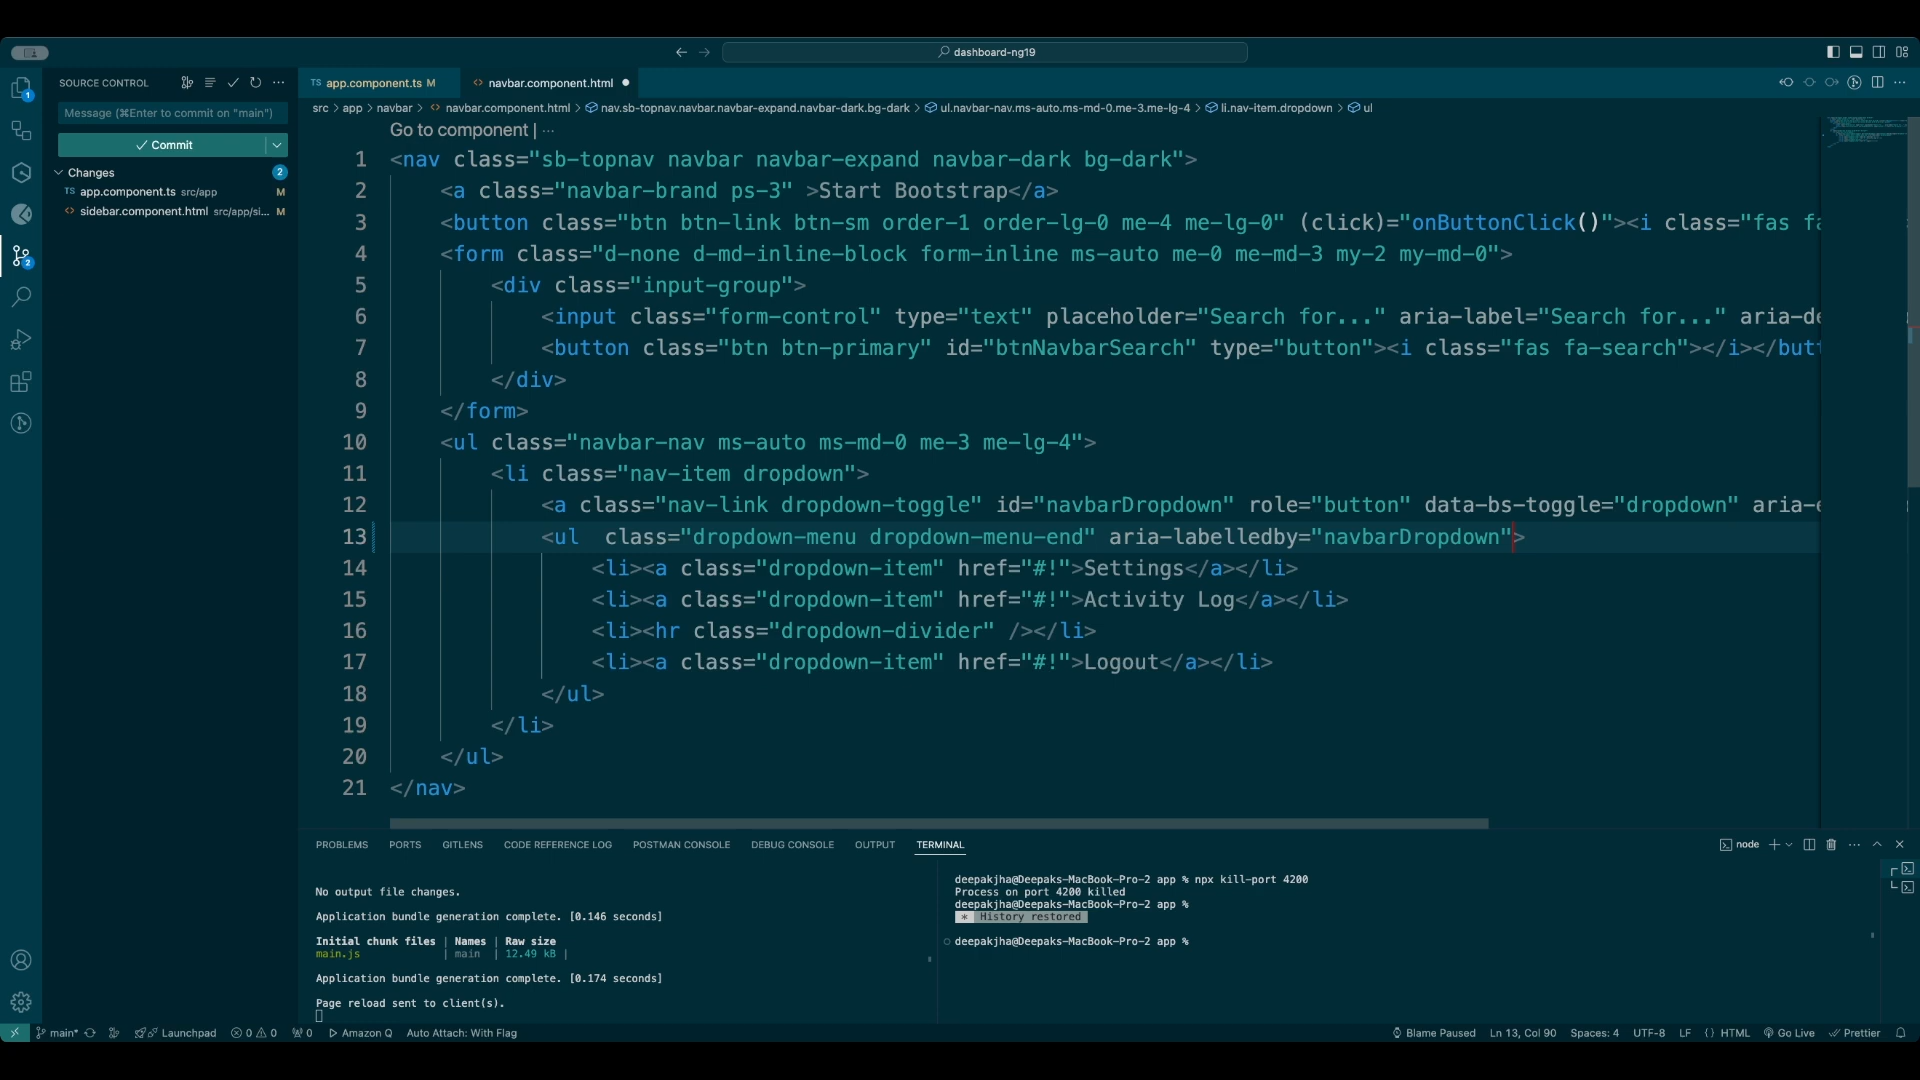 dashboard-ng19
SOURCE CONTROL
Message (⌘Enter to commit on "main")
Commit
Changes 2
TS app.component.ts src/app M
<> sidebar.component.html src/app/si... M
1
2
TS app.component.ts M
<> navbar.component.html ●
src > app > navbar > <> navbar.component.html > nav.sb-topnav.navbar.navbar-expand.navbar-dark.bg-dark > ul.navbar-nav.ms-auto.ms-md-0.me-3.me-lg-4 > li.nav-item.dropdown > ul
Go to component | ...
1 <nav class="sb-topnav navbar navbar-expand navbar-dark bg-dark">
2 <a class="navbar-brand ps-3" >Start Bootstrap</a>
3 <button class="btn btn-link btn-sm order-1 order-lg-0 me-4 me-lg-0" (click)="onButtonClick()"><i class="fas fa
4 <form class="d-none d-md-inline-block form-inline ms-auto me-0 me-md-3 my-2 my-md-0">
5 <div class="input-group">
6 <input class="form-control" type="text" placeholder="Search for..." aria-label="Search for..." aria-de
7 <button class="btn btn-primary" id="btnNavbarSearch" type="button"><i class="fas fa-search"></i></butt
8 </div>
9 </form>
10 <ul class="navbar-nav ms-auto ms-md-0 me-3 me-lg-4">
11 <li class="nav-item dropdown">
12 <a class="nav-link dropdown-toggle" id="navbarDropdown" role="button" data-bs-toggle="dropdown" aria-e
13 <ul  class="dropdown-menu dropdown-menu-end" aria-labelledby="navbarDropdown">
14 <li><a class="dropdown-item" href="#!">Settings</a></li>
15 <li><a class="dropdown-item" href="#!">Activity Log</a></li>
16 <li><hr class="dropdown-divider" /></li>
17 <li><a class="dropdown-item" href="#!">Logout</a></li>
18 </ul>
19 </li>
20 </ul>
21 </nav>
PROBLEMS PORTS GITLENS CODE REFERENCE LOG POSTMAN CONSOLE DEBUG CONSOLE OUTPUT TERMINAL
node
No output file changes.
Application bundle generation complete. [0.146 seconds]
Initial chunk files | Names | Raw size
main.js | main | 12.49 kB |
Application bundle generation complete. [0.174 seconds]
Page reload sent to client(s).
deepakjha@Deepaks-MacBook-Pro-2 app % npx kill-port 4200
Process on port 4200 killed
deepakjha@Deepaks-MacBook-Pro-2 app %
* History restored
deepakjha@Deepaks-MacBook-Pro-2 app %
main* Launchpad 0 0 0 Amazon Q Auto Attach: With Flag
Blame Paused Ln 13, Col 90 Spaces: 4 UTF-8 LF {} HTML Go Live Prettier